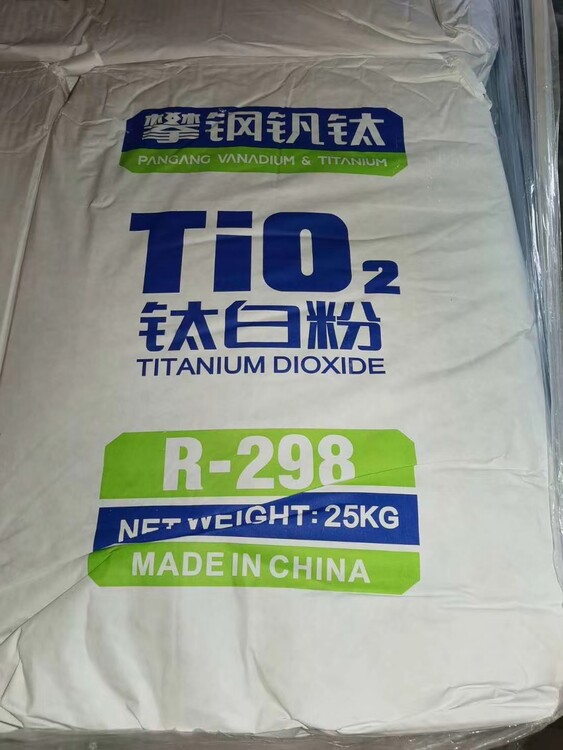 攀钢钒钛
PANGANG VANADIUM & TITANIUM
TiO₂
钛白粉
TITANIUM DIOXIDE
R-298
NET WEIGHT: 25KG
MADE IN CHINA